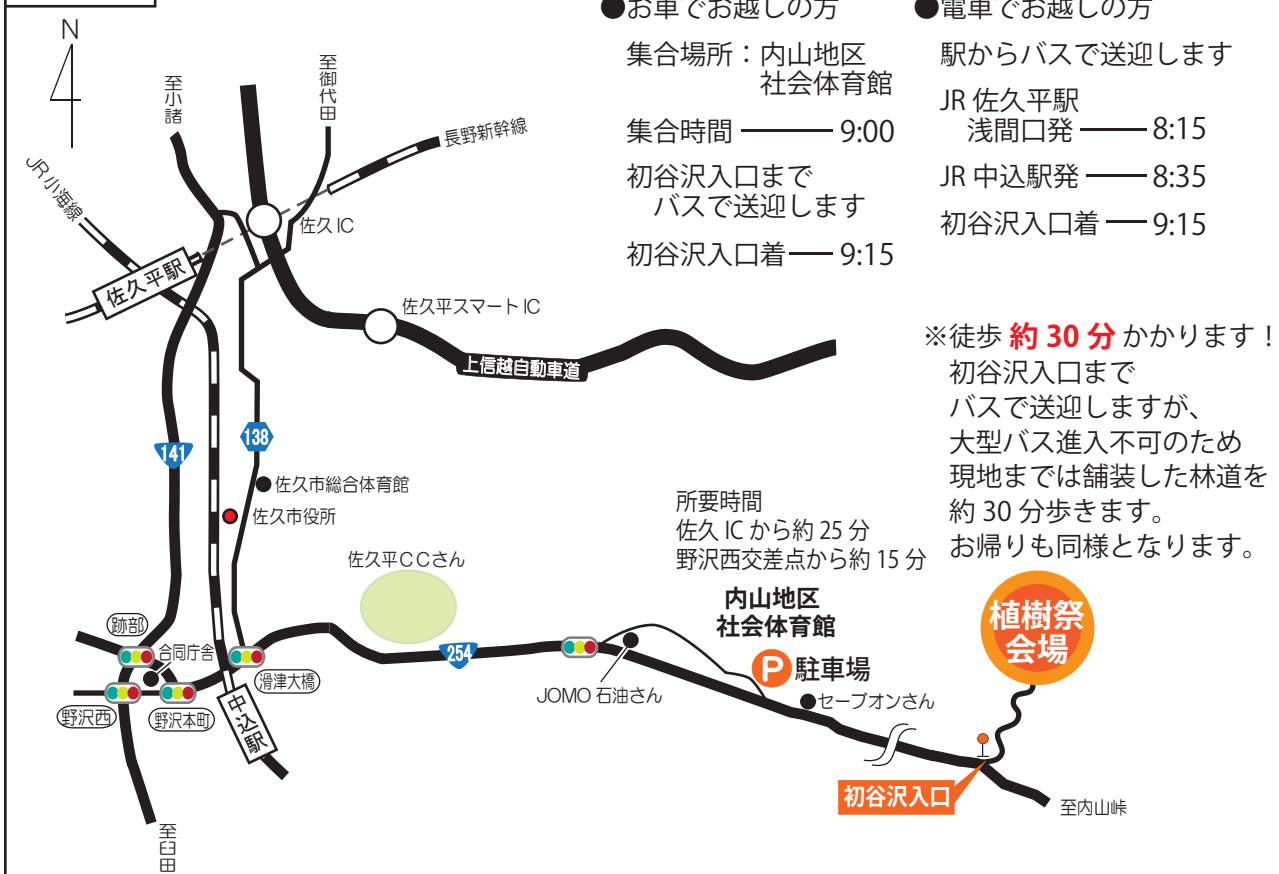 ●お車でお越しの方
集合場所：内山地区
社会体育館
集合時間 ─── 9:00
初谷沢入口まで
バスで送迎します
初谷沢入口着 ── 9:15
●電車でお越しの方
駅からバスで送迎します
JR 佐久平駅
浅間口発 ─── 8:15
JR 中込駅発 ─── 8:35
初谷沢入口着 ── 9:15
※徒歩 約 30 分 かかります！
初谷沢入口まで
バスで送迎しますが、
大型バス進入不可のため
現地までは舗装した林道を
約 30 分歩きます。
お帰りも同様となります。
N
至小諸
至御代田
長野新幹線
JR 小海線
佐久 IC
佐久平駅
佐久平スマート IC
上信越自動車道
141
138
佐久市総合体育館
佐久市役所
所要時間
佐久 IC から約 25 分
野沢西交差点から約 15 分
佐久平ＣＣさん
内山地区
社会体育館
P 駐車場
植樹祭
会場
跡部
合同庁舎
254
滑津大橋
JOMO 石油さん
セーブオンさん
野沢西
野沢本町
中込駅
初谷沢入口
至内山峠
至臼田